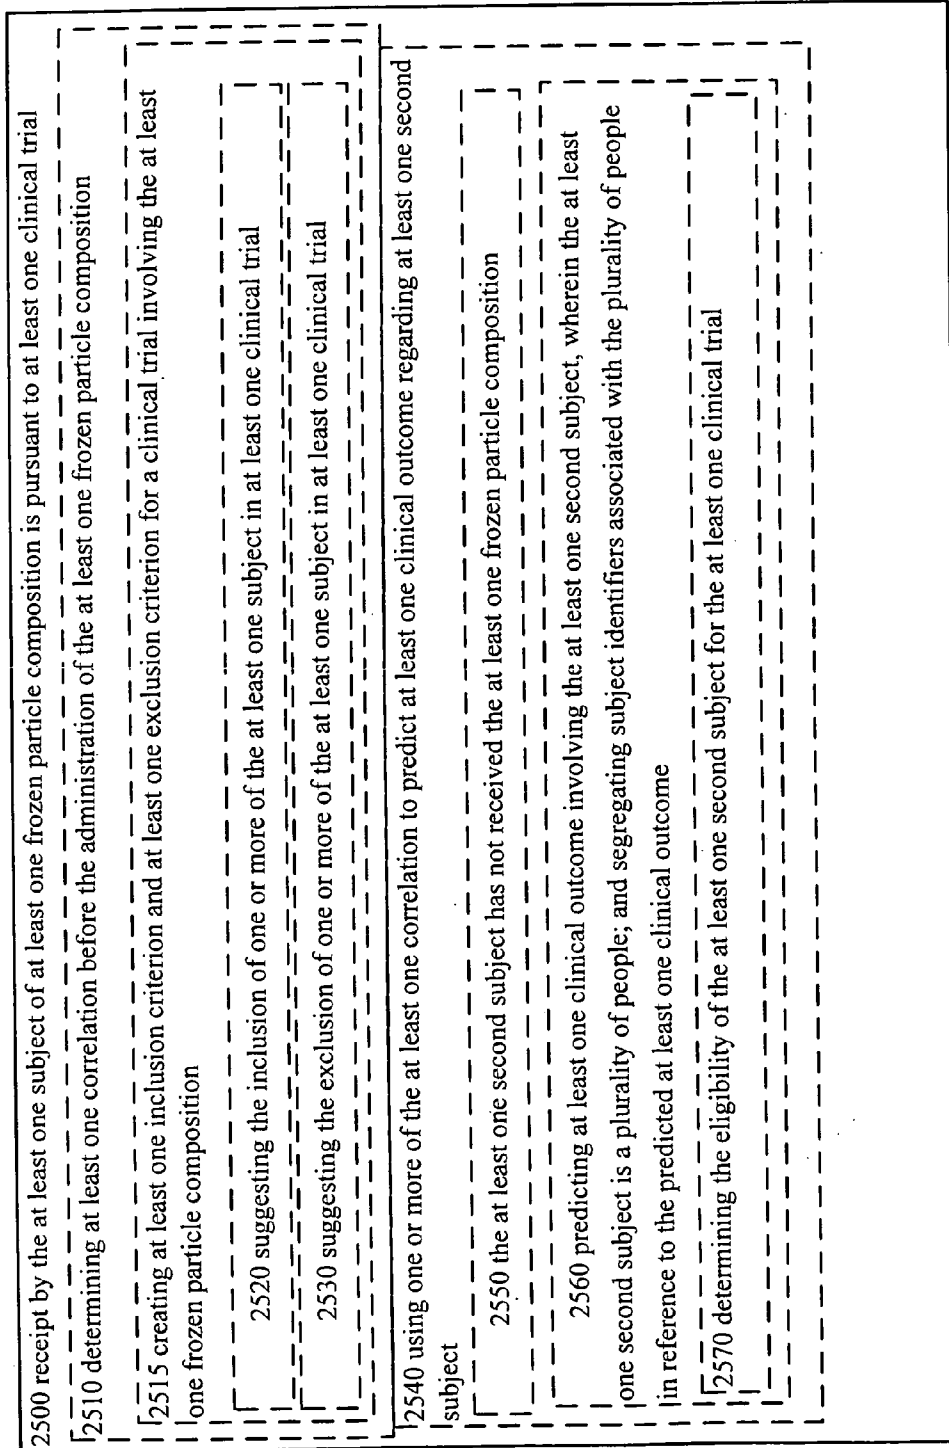 2500 receipt by the at least one subject of at least one frozen particle composition is pursuant to at least one clinical trial
2510 determining at least one correlation before the administration of the at least one frozen particle composition
2515 creating at least one inclusion criterion and at least one exclusion criterion for a clinical trial involving the at least
one frozen particle composition
2520 suggesting the inclusion of one or more of the at least one subject in at least one clinical trial
2530 suggesting the exclusion of one or more of the at least one subject in at least one clinical trial
2540 using one or more of the at least one correlation to predict at least one clinical outcome regarding at least one second
subject
2550 the at least one second subject has not received the at least one frozen particle composition
2560 predicting at least one clinical outcome involving the at least one second subject, wherein the at least
one second subject is a plurality of people; and segregating subject identifiers associated with the plurality of people
in reference to the predicted at least one clinical outcome
2570 determining the eligibility of the at least one second subject for the at least one clinical trial